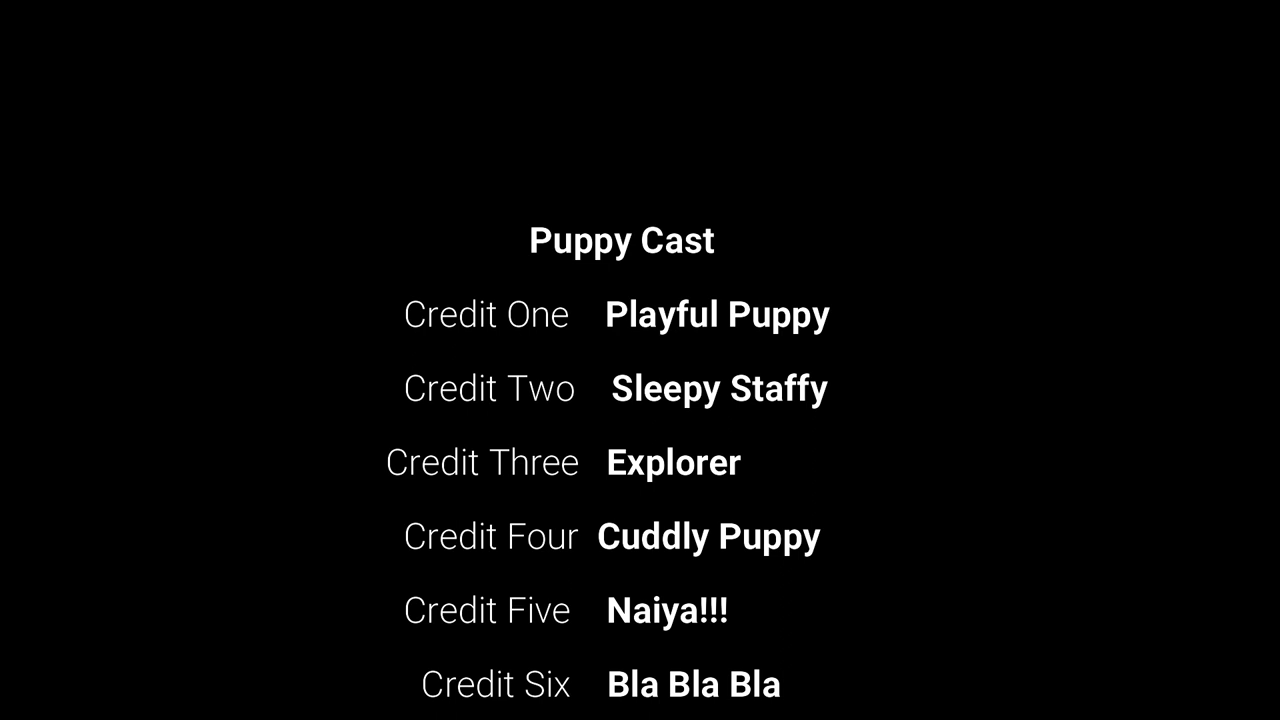 Puppy Cast
Credit One Playful Puppy
Credit Two Sleepy Staffy
Credit Three Explorer
Credit Four Cuddly Puppy
Credit Five Naiya!!!
Credit Six Bla Bla Bla